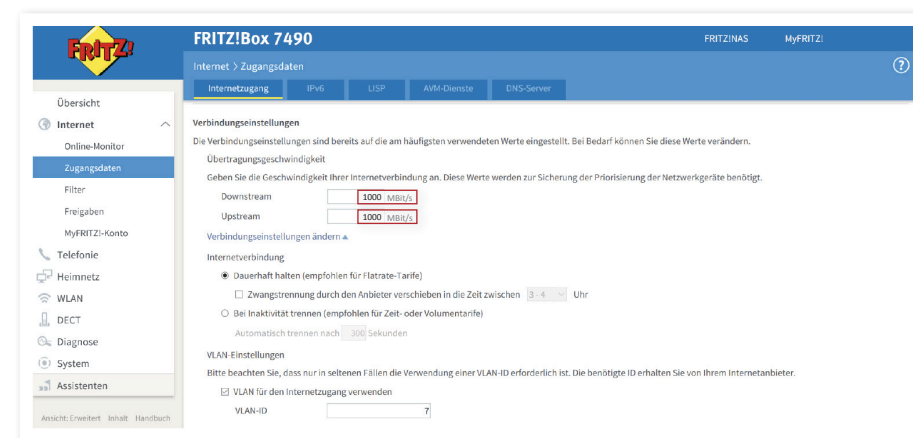 FRITZ!
FRITZ!Box 7490
FRITZ!NAS
MyFRITZ!
Internet > Zugangsdaten
?
Internetzugang
IPv6
LISP
AVM-Dienste
DNS-Server
Übersicht
Internet
Online-Monitor
Zugangsdaten
Filter
Freigaben
MyFRITZ!-Konto
Telefonie
Heimnetz
WLAN
DECT
Diagnose
System
Assistenten
Ansicht: Erweitert Inhalt Handbuch
Verbindungseinstellungen
Die Verbindungseinstellungen sind bereits auf die am häufigsten verwendeten Werte eingestellt. Bei Bedarf können Sie diese Werte verändern.
Übertragungsgeschwindigkeit
Geben Sie die Geschwindigkeit Ihrer Internetverbindung an. Diese Werte werden zur Sicherung der Priorisierung der Netzwerkgeräte benötigt.
Downstream 1000 MBit/s
Upstream 1000 MBit/s
Verbindungseinstellungen ändern
Internetverbindung
Dauerhaft halten (empfohlen für Flatrate-Tarife)
Zwangstrennung durch den Anbieter verschieben in die Zeit zwischen 3-4 Uhr
Bei Inaktivität trennen (empfohlen für Zeit- oder Volumentarife)
Automatisch trennen nach 300 Sekunden
VLAN-Einstellungen
Bitte beachten Sie, dass nur in seltenen Fällen die Verwendung einer VLAN-ID erforderlich ist. Die benötigte ID erhalten Sie von Ihrem Internetanbieter.
VLAN für den Internetzugang verwenden
VLAN-ID 7